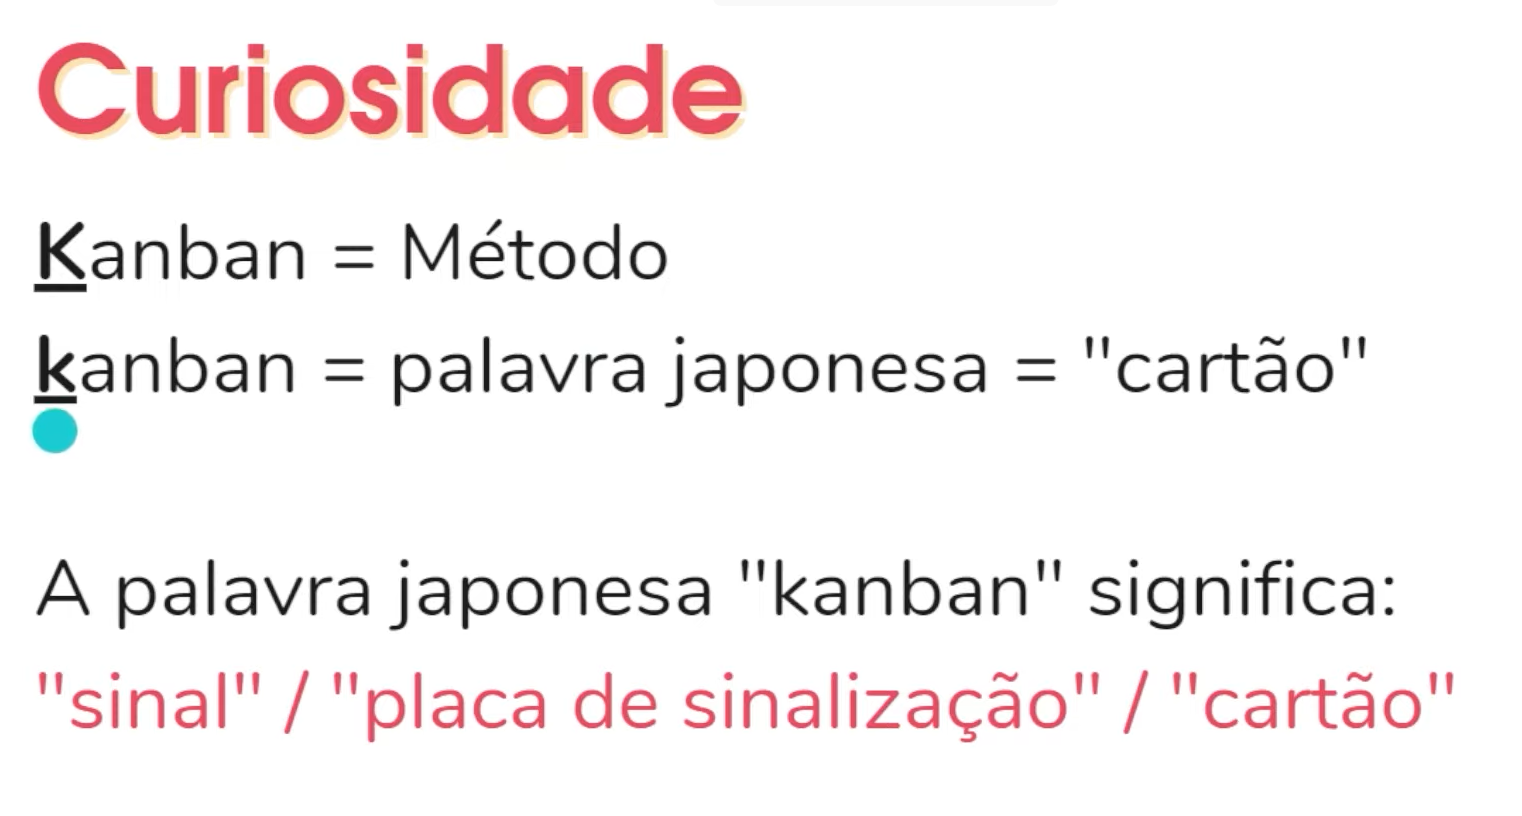 Curiosidade
Kanban = Método
kanban = palavra japonesa = "cartão"
A palavra japonesa "kanban" significa:
"sinal" / "placa de sinalização" / "cartão"